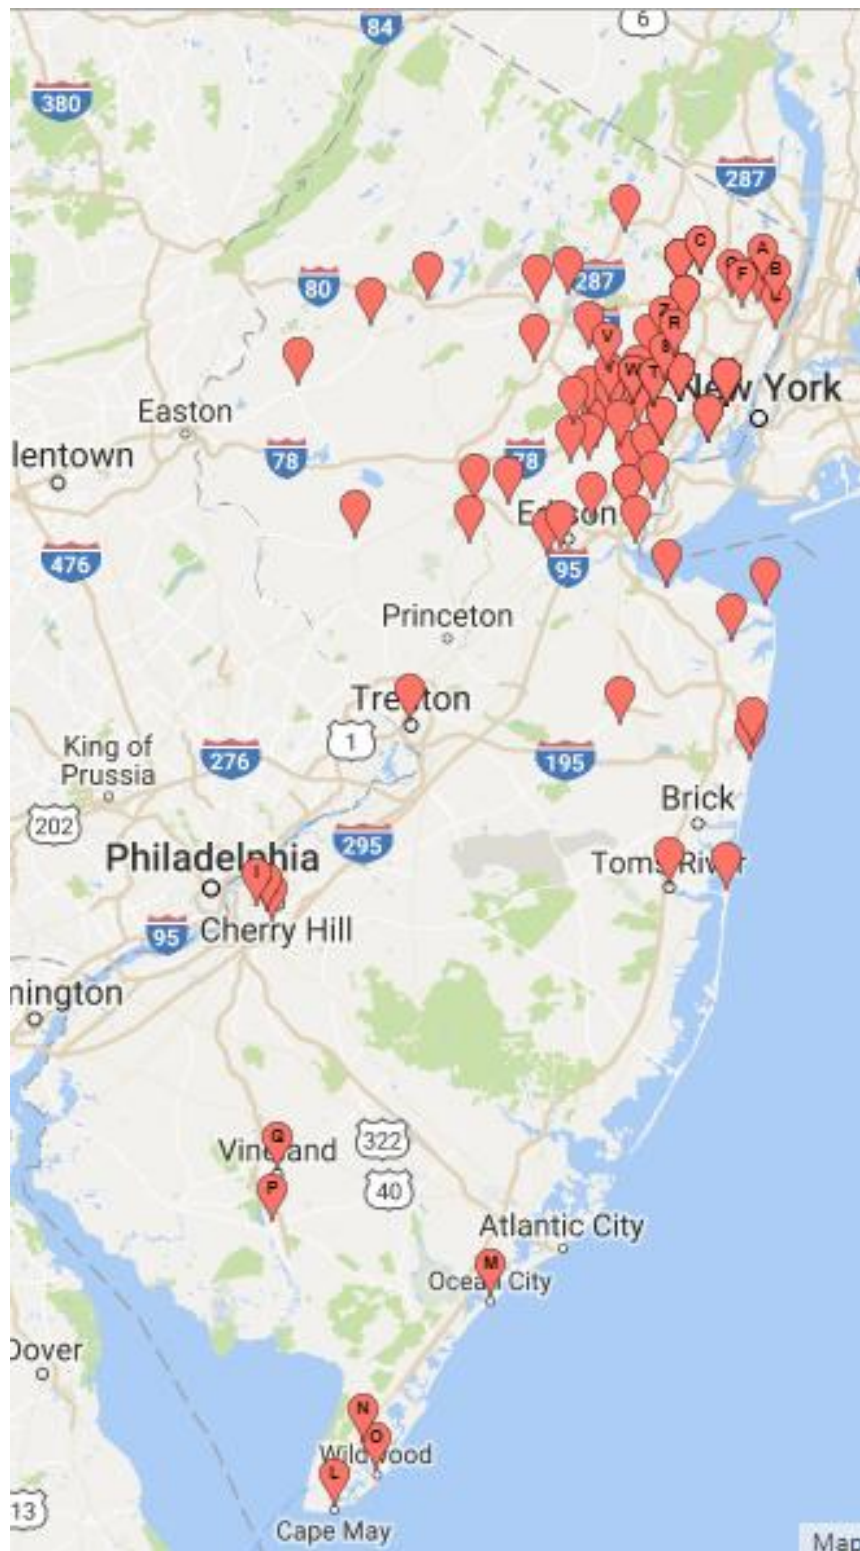 6
84
380
287
C
A
G
F
B
80
287
Z
R
V
8
W
T
New York
Easton
lentown
78
78
Edison
476
95
Princeton
Trenton
1
King of
Prussia
276
195
202
Brick
295
Philadelphia
Toms River
I
95
Cherry Hill
nington
Q
Vineland
322
P
40
Atlantic City
M
Ocean City
Dover
N
O
Wildwood
L
13
Cape May
Map